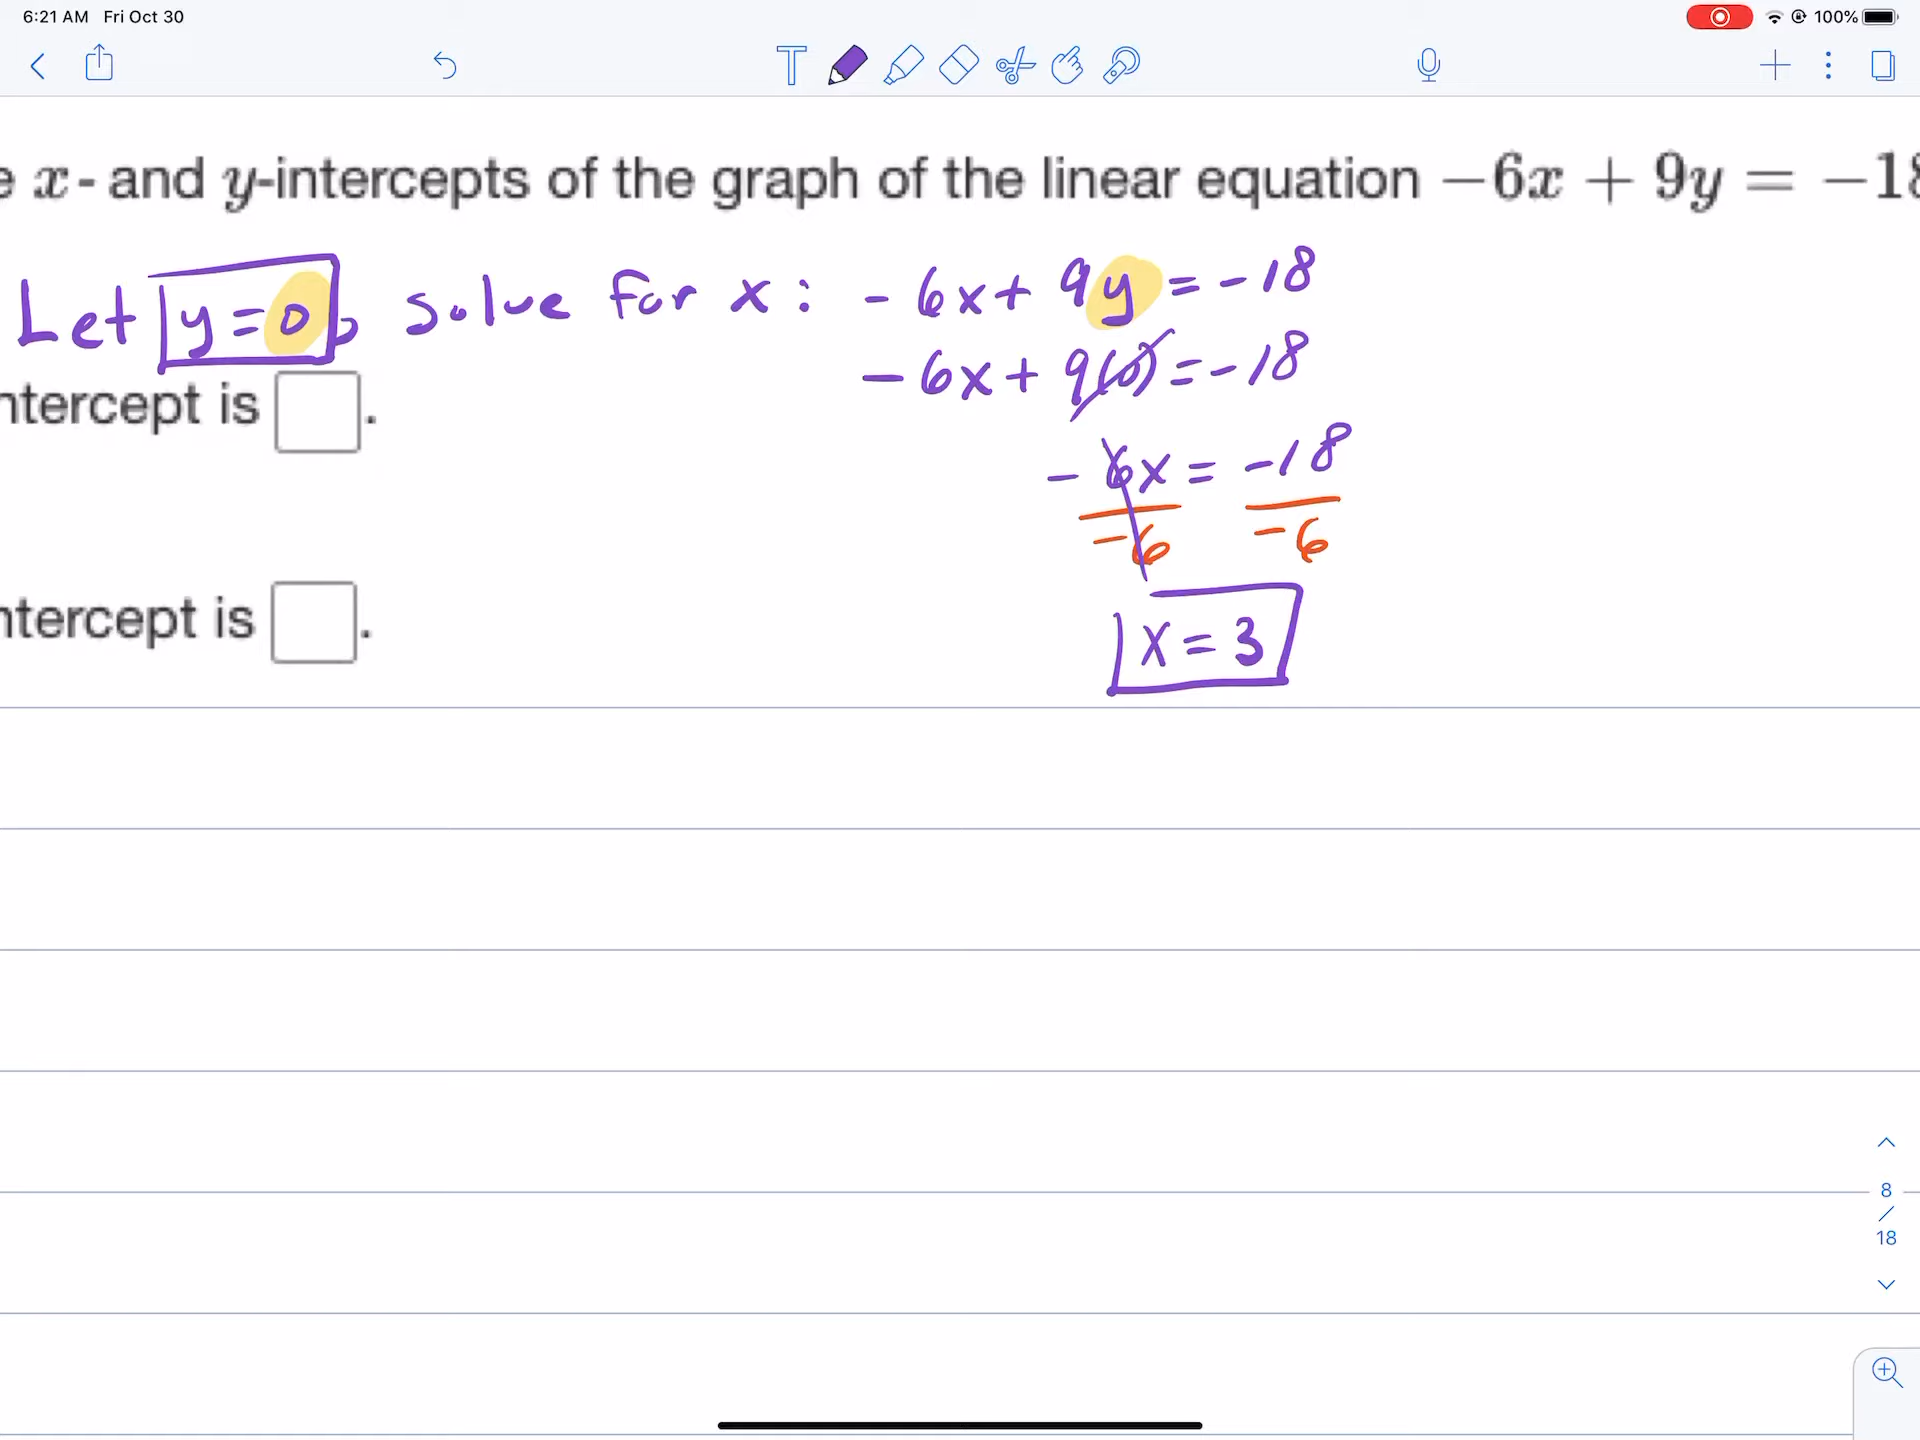 6:21 AM Fri Oct 30
100%
e x- and y-intercepts of the graph of the linear equation −6x + 9y = −18
Let y=0, solve for x: -6x+ 9y = -18
-6x+ 9(0) = -18
ntercept is .
-6x = -18
-6 -6
x = 3
ntercept is .
8
/
18